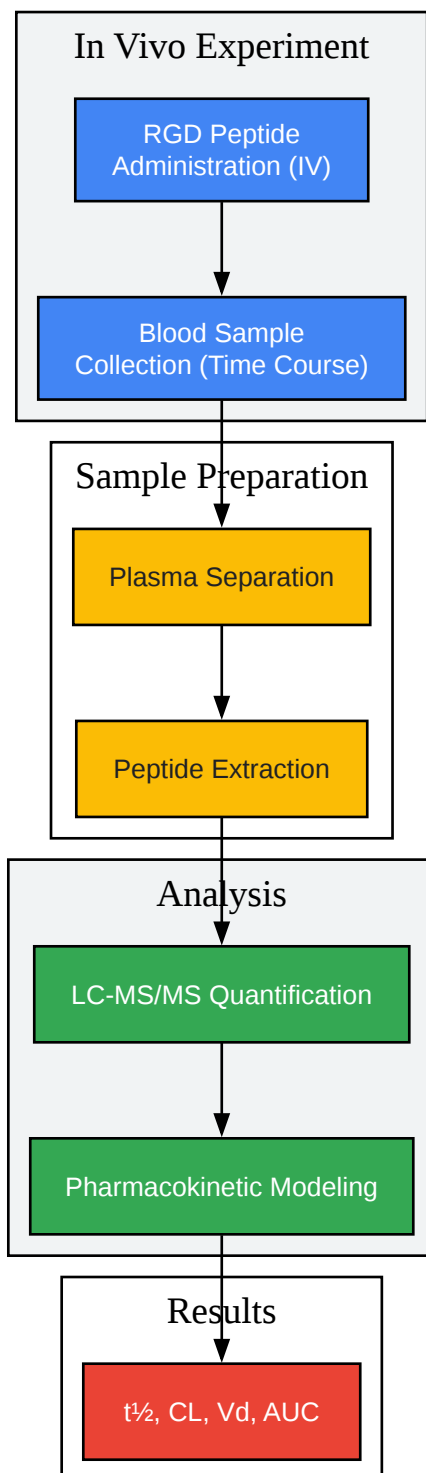 In Vivo Experiment
RGD Peptide
Administration (IV)
Blood Sample
Collection (Time Course)
Sample Preparation
Plasma Separation
Peptide Extraction
Analysis
LC-MS/MS Quantification
Pharmacokinetic Modeling
Results
t½, CL, Vd, AUC